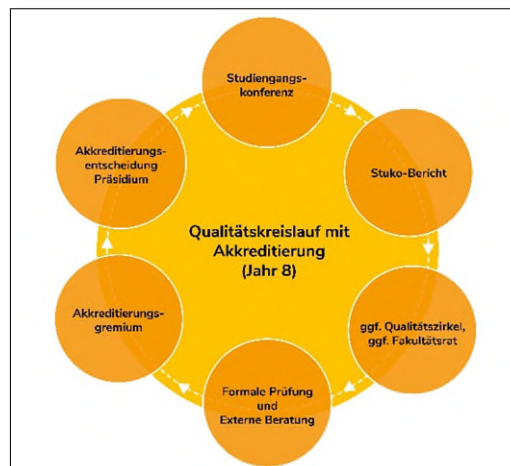 Studiengangs-
konferenz
Stuko-Bericht
ggf. Qualitätszirkel,
ggf. Fakultätsrat
Formale Prüfung
und
Externe Beratung
Akkreditierungs-
gremium
Akkreditierungs-
entscheidung
Präsidium
Qualitätskreislauf mit
Akkreditierung
(Jahr 8)